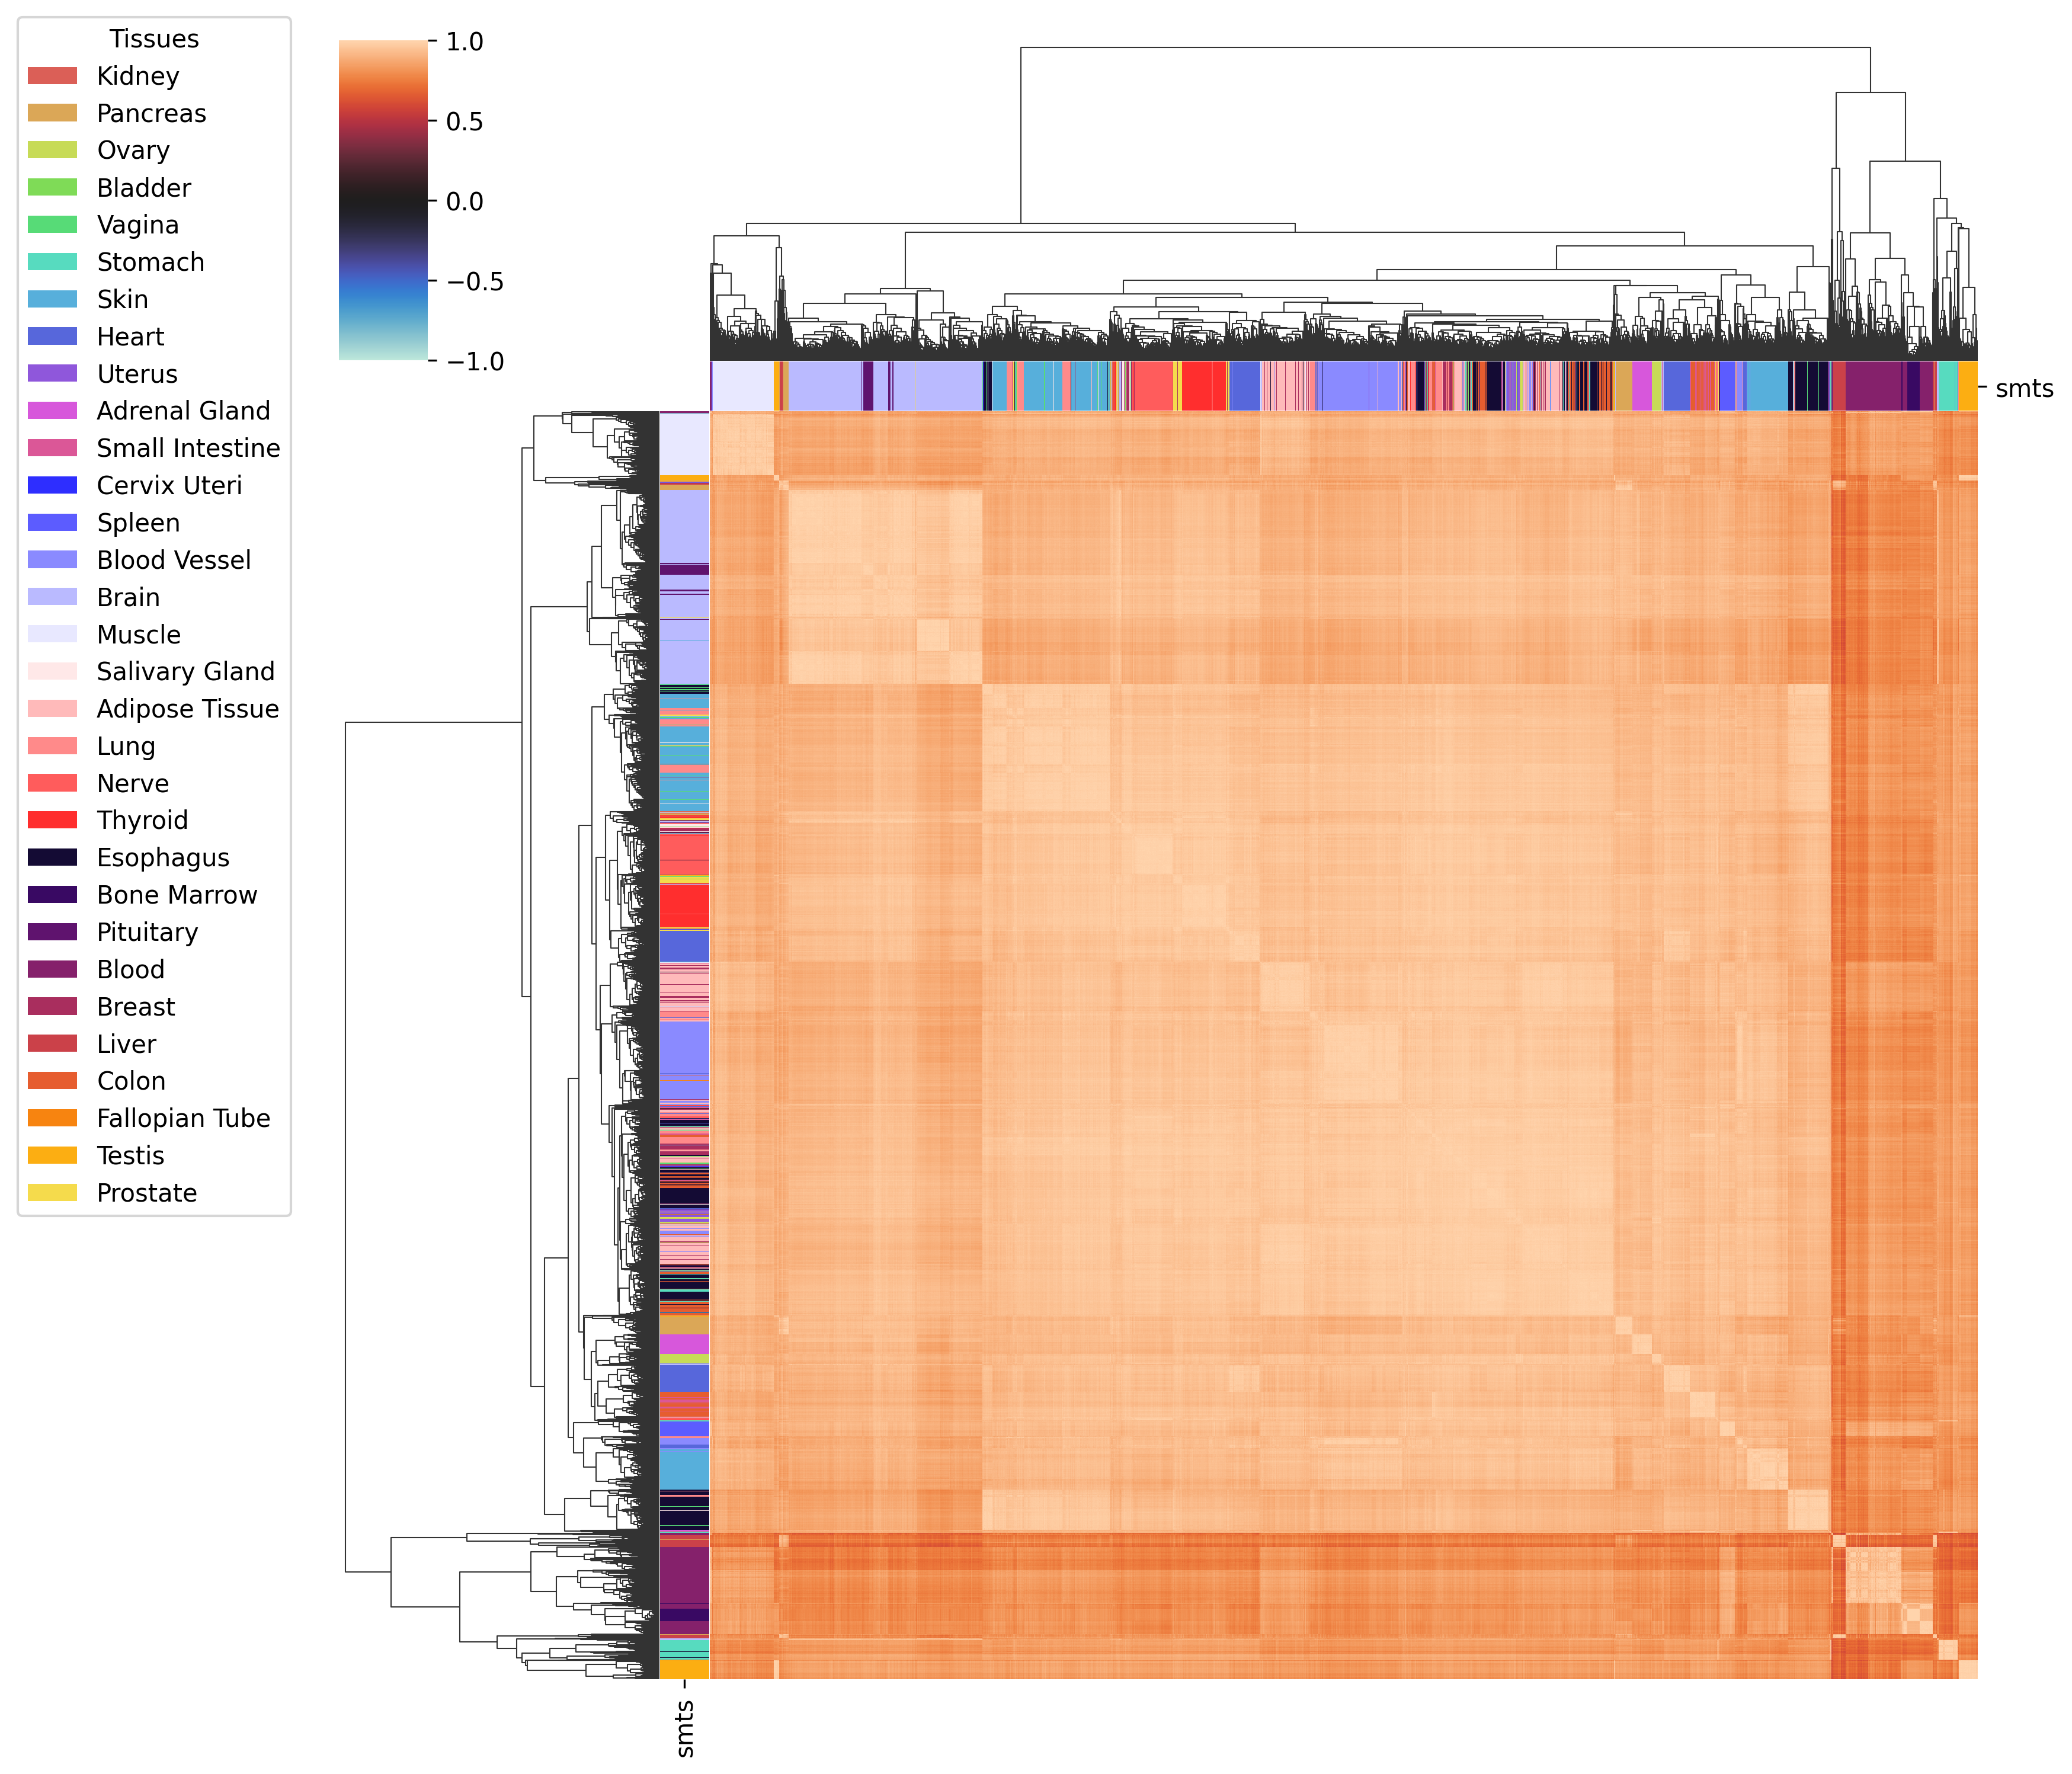 Tissues
Kidney
Pancreas
Ovary
Bladder
Vagina
Stomach
Skin
Heart
Uterus
Adrenal Gland
Small Intestine
Cervix Uteri
Spleen
Blood Vessel
Brain
Muscle
Salivary Gland
Adipose Tissue
Lung
Nerve
Thyroid
Esophagus
Bone Marrow
Pituitary
Blood
Breast
Liver
Colon
Fallopian Tube
Testis
Prostate
1.0
0.5
0.0
−0.5
−1.0
smts
smts